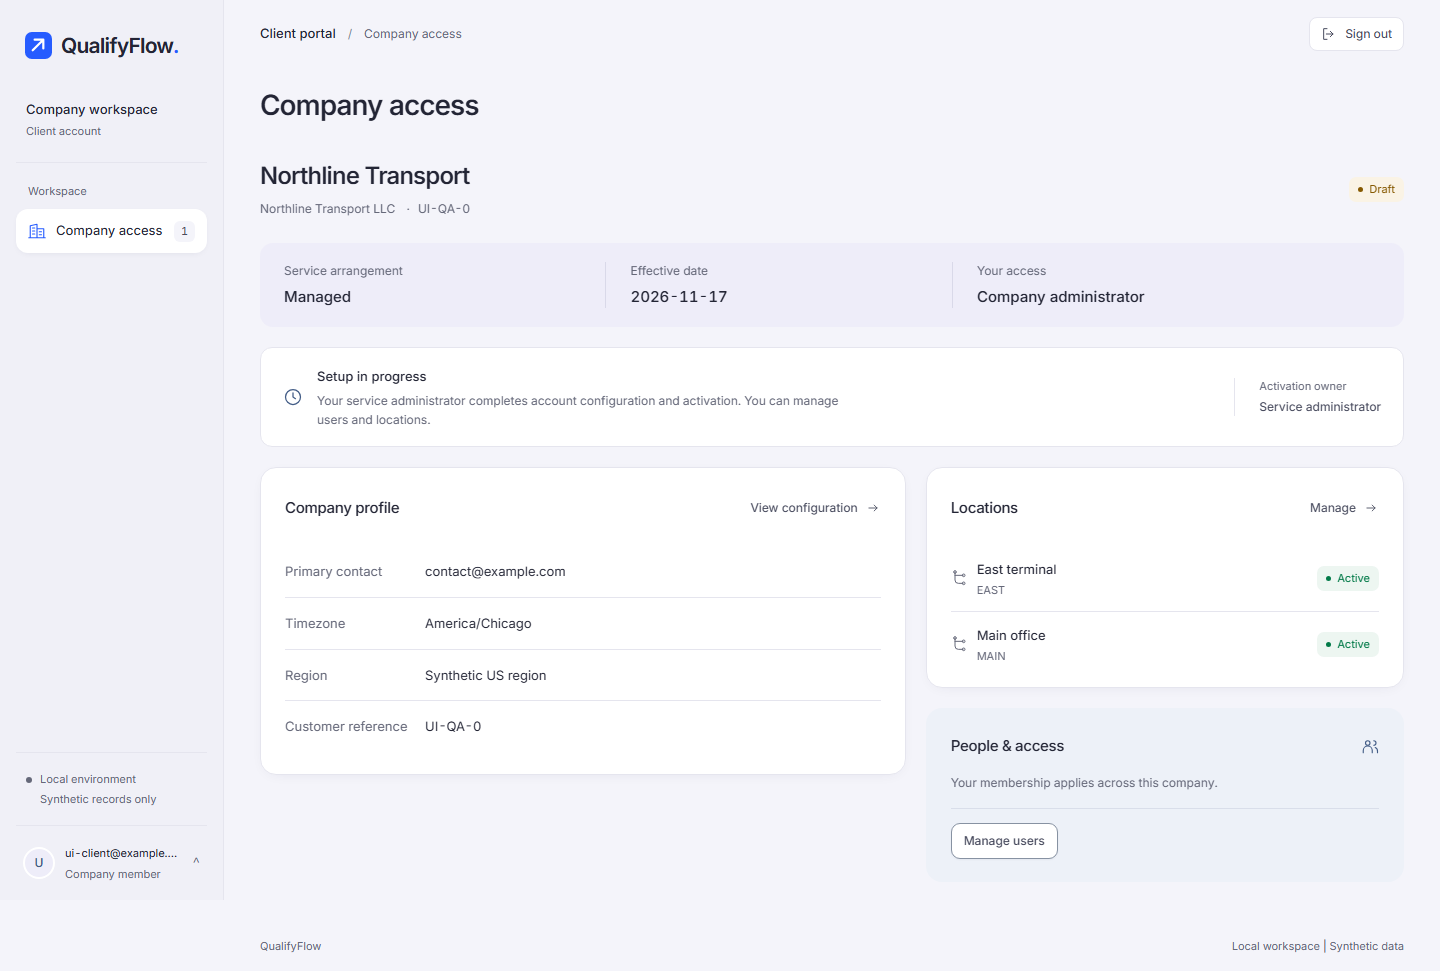 QualifyFlow.
Company workspace
Client account
Workspace
Company access 1
Local environment
Synthetic records only
U
ui-client@example....
Company member
^
Client portal / Company access
Sign out
Company access
Northline Transport
Northline Transport LLC · UI-QA-0
Draft
Service arrangement
Managed
Effective date
2026-11-17
Your access
Company administrator
Setup in progress
Your service administrator completes account configuration and activation. You can manage
users and locations.
Activation owner
Service administrator
Company profile
View configuration →
Primary contact contact@example.com
Timezone America/Chicago
Region Synthetic US region
Customer reference UI-QA-0
Locations
Manage →
East terminal
EAST
Active
Main office
MAIN
Active
People & access
Your membership applies across this company.
Manage users
QualifyFlow
Local workspace | Synthetic data